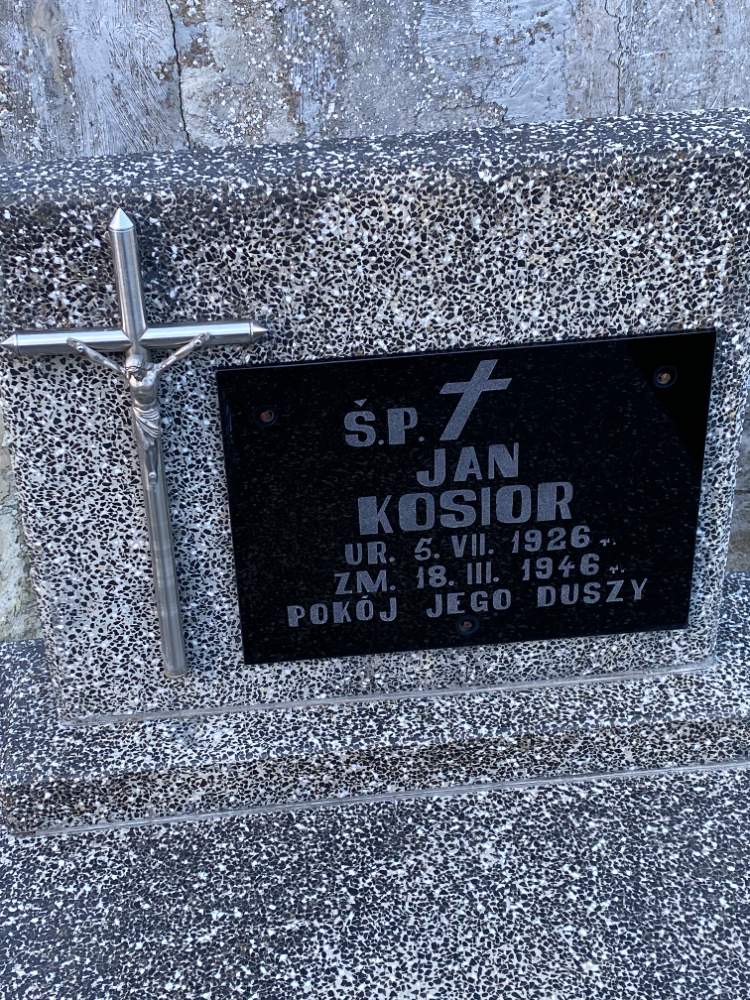 Ś.P.
JAN
KOSIOR
UR. 5. VII. 1926 r.
ZM. 18. III. 1946 r.
POKÓJ JEGO DUSZY